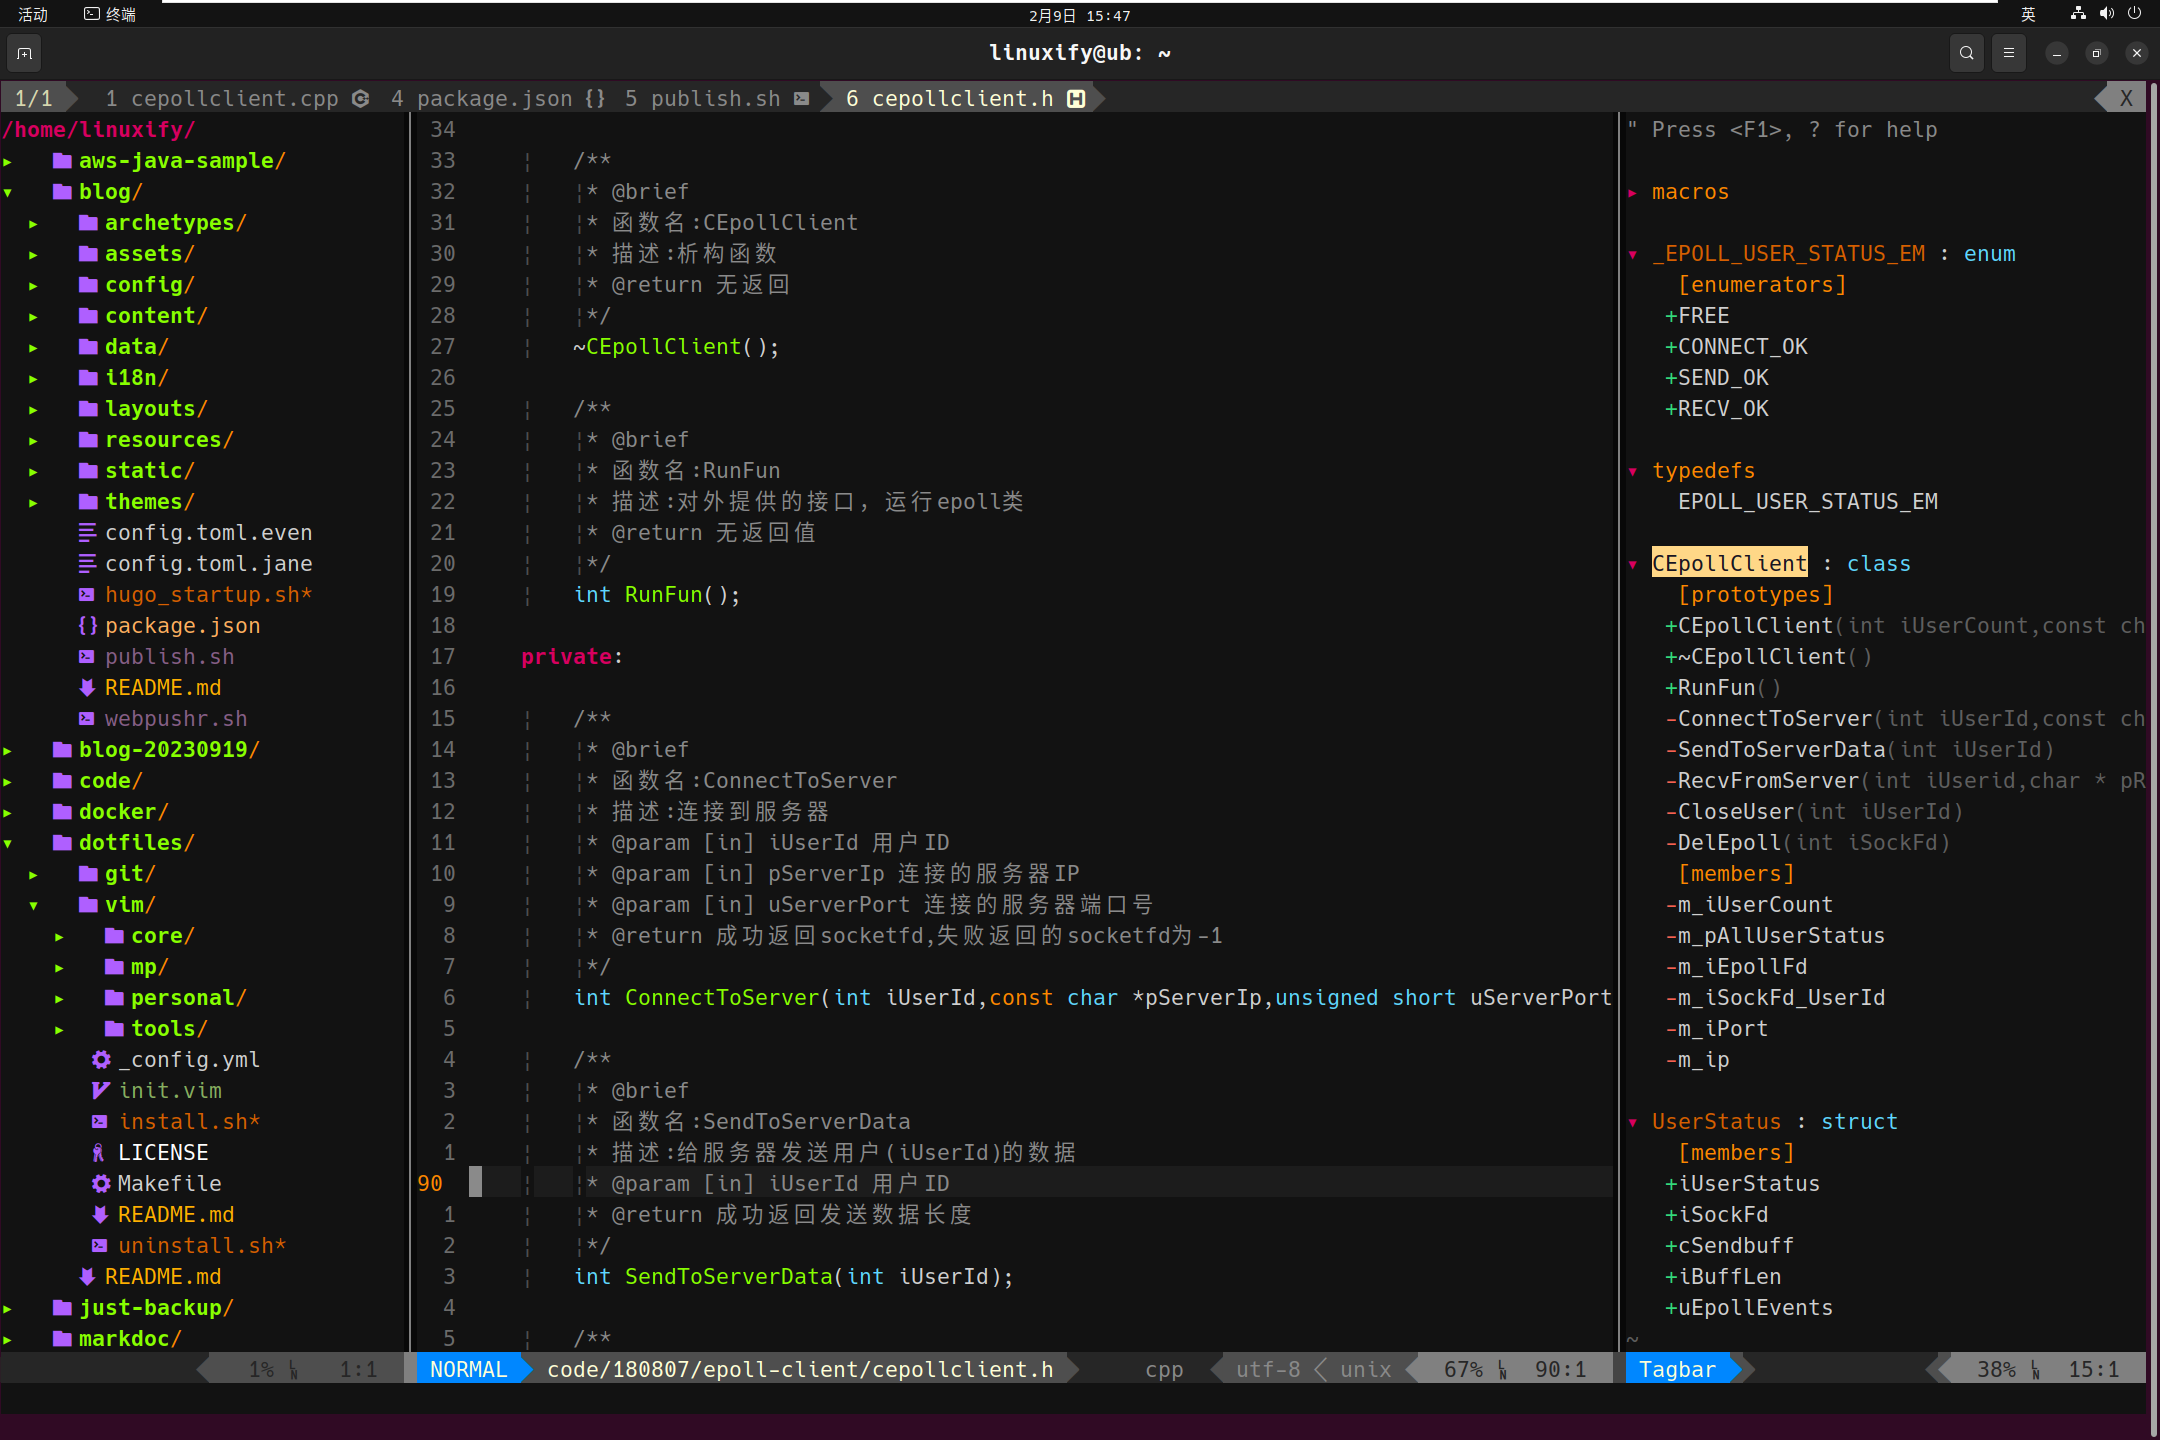 活动 终端 2月9日 15:47 英
linuxify@ub: ~
1/1 1 cepollclient.cpp 4 package.json {} 5 publish.sh 6 cepollclient.h H X
/home/linuxify/
▸ aws-java-sample/
▾ blog/
▸ archetypes/
▸ assets/
▸ config/
▸ content/
▸ data/
▸ i18n/
▸ layouts/
▸ resources/
▸ static/
▸ themes/
config.toml.even
config.toml.jane
hugo_startup.sh*
{} package.json
publish.sh
README.md
webpushr.sh
▸ blog-20230919/
▸ code/
▸ docker/
▾ dotfiles/
▸ git/
▾ vim/
▸ core/
▸ mp/
▸ personal/
▸ tools/
_config.yml
init.vim
install.sh*
LICENSE
Makefile
README.md
uninstall.sh*
README.md
▸ just-backup/
▸ markdoc/
34
33 ¦ /**
32 ¦ ¦* @brief
31 ¦ ¦* 函数名:CEpollClient
30 ¦ ¦* 描述:析构函数
29 ¦ ¦* @return 无返回
28 ¦ ¦*/
27 ¦ ~CEpollClient();
26
25 ¦ /**
24 ¦ ¦* @brief
23 ¦ ¦* 函数名:RunFun
22 ¦ ¦* 描述:对外提供的接口，运行epoll类
21 ¦ ¦* @return 无返回值
20 ¦ ¦*/
19 ¦ int RunFun();
18
17 private:
16
15 ¦ /**
14 ¦ ¦* @brief
13 ¦ ¦* 函数名:ConnectToServer
12 ¦ ¦* 描述:连接到服务器
11 ¦ ¦* @param [in] iUserId 用户ID
10 ¦ ¦* @param [in] pServerIp 连接的服务器IP
9 ¦ ¦* @param [in] uServerPort 连接的服务器端口号
8 ¦ ¦* @return 成功返回socketfd,失败返回的socketfd为-1
7 ¦ ¦*/
6 ¦ int ConnectToServer(int iUserId,const char *pServerIp,unsigned short uServerPort
5
4 ¦ /**
3 ¦ ¦* @brief
2 ¦ ¦* 函数名:SendToServerData
1 ¦ ¦* 描述:给服务器发送用户(iUserId)的数据
90 ¦ ¦* @param [in] iUserId 用户ID
1 ¦ ¦* @return 成功返回发送数据长度
2 ¦ ¦*/
3 ¦ int SendToServerData(int iUserId);
4
5 ¦ /**
" Press <F1>, ? for help
▸ macros
▾ _EPOLL_USER_STATUS_EM : enum
[enumerators]
+FREE
+CONNECT_OK
+SEND_OK
+RECV_OK
▾ typedefs
EPOLL_USER_STATUS_EM
▾ CEpollClient : class
[prototypes]
+CEpollClient(int iUserCount,const ch
+~CEpollClient()
+RunFun()
-ConnectToServer(int iUserId,const ch
-SendToServerData(int iUserId)
-RecvFromServer(int iUserid,char * pR
-CloseUser(int iUserId)
-DelEpoll(int iSockFd)
[members]
-m_iUserCount
-m_pAllUserStatus
-m_iEpollFd
-m_iSockFd_UserId
-m_iPort
-m_ip
▾ UserStatus : struct
[members]
+iUserStatus
+iSockFd
+cSendbuff
+iBuffLen
+uEpollEvents
~
1% LN 1:1 NORMAL code/180807/epoll-client/cepollclient.h cpp utf-8 unix 67% LN 90:1 Tagbar 38% LN 15:1